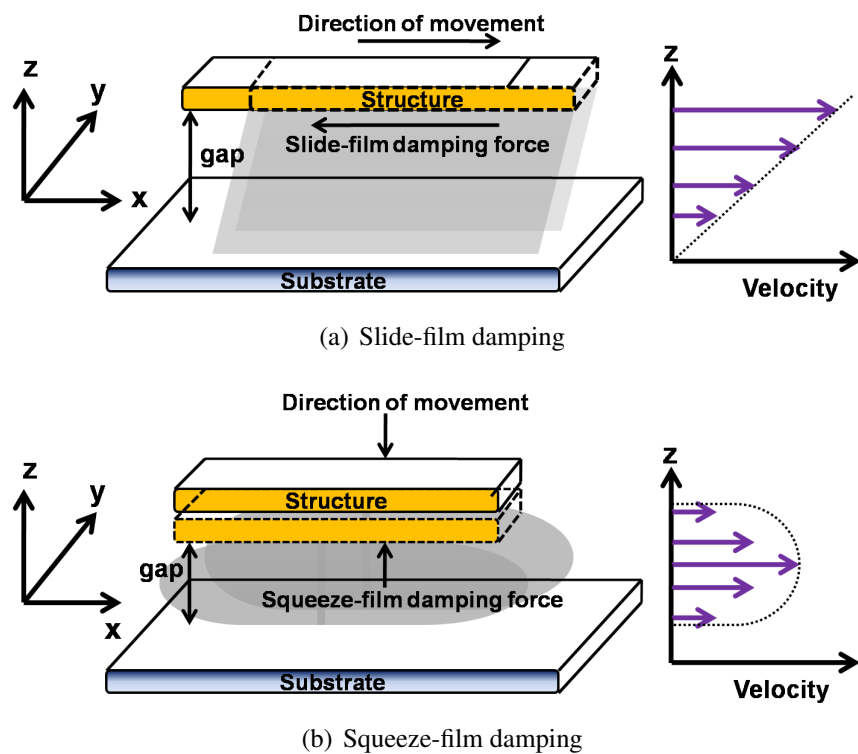 Direction of movement
z
y
x
Structure
Slide-film damping force
gap
Substrate
z
Velocity
(a) Slide-film damping
Direction of movement
z
y
x
Structure
gap
Squeeze-film damping force
Substrate
z
Velocity
(b) Squeeze-film damping